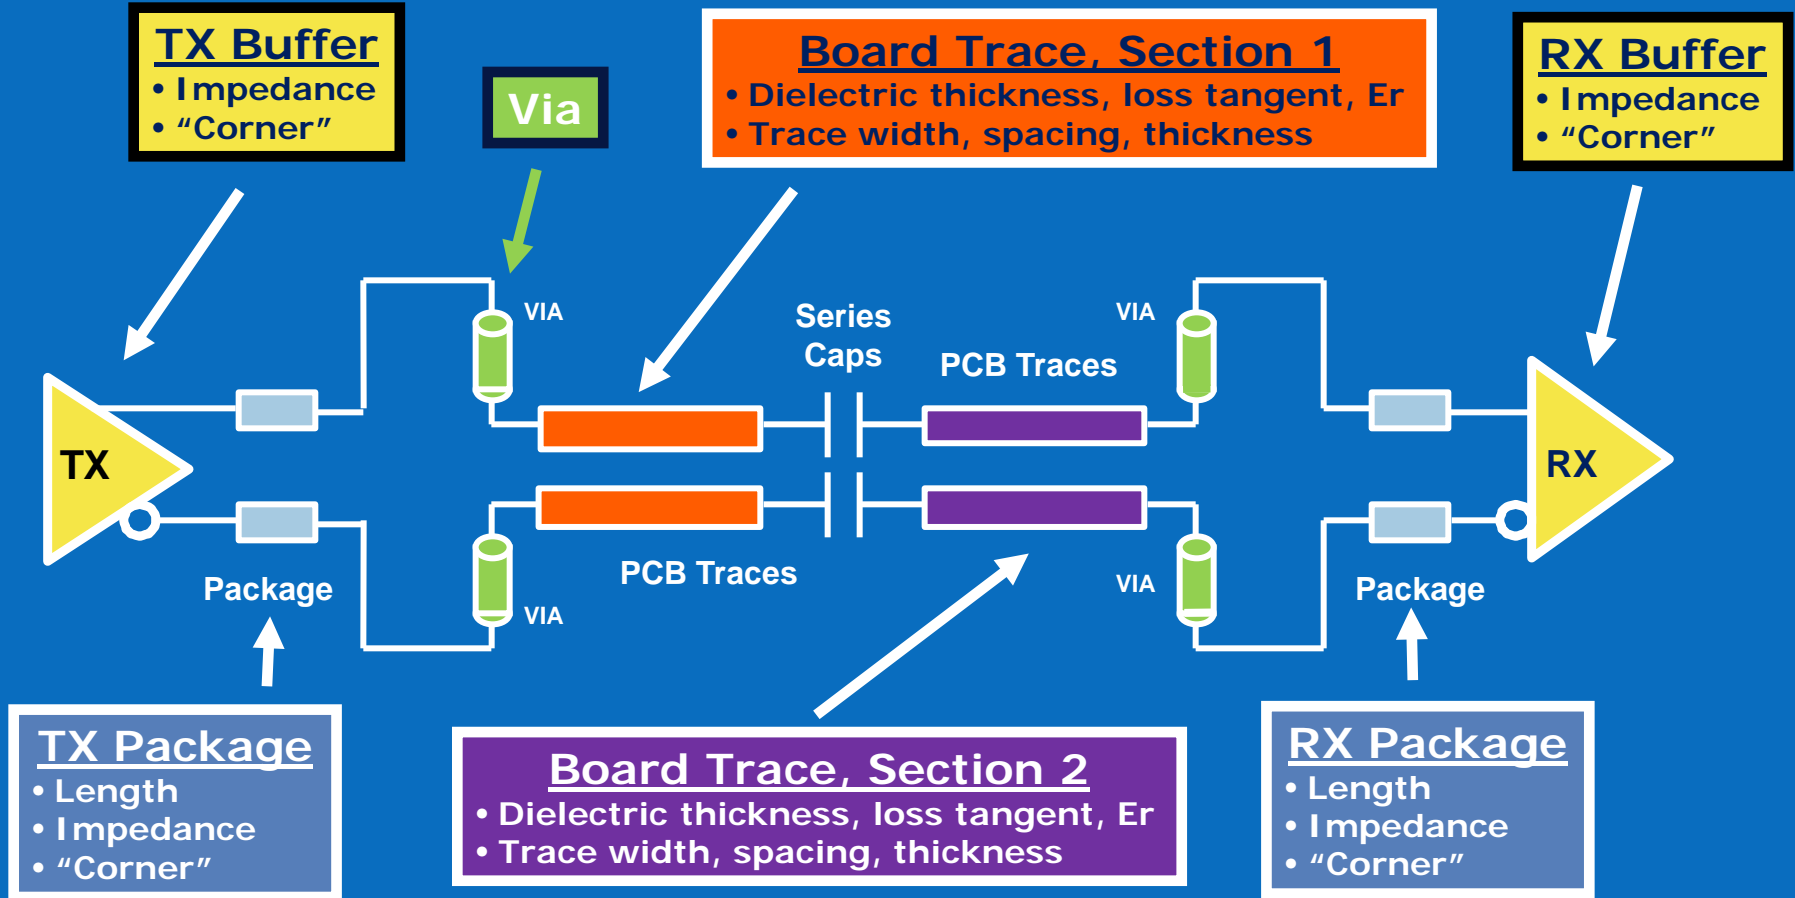 TX Buffer
• Impedance
• “Corner”
Via
Board Trace, Section 1
• Dielectric thickness, loss tangent, Er
• Trace width, spacing, thickness
RX Buffer
• Impedance
• “Corner”
VIA
Series
Caps
VIA
PCB Traces
TX
RX
Package
VIA
PCB Traces
VIA
Package
TX Package
• Length
• Impedance
• “Corner”
Board Trace, Section 2
• Dielectric thickness, loss tangent, Er
• Trace width, spacing, thickness
RX Package
• Length
• Impedance
• “Corner”